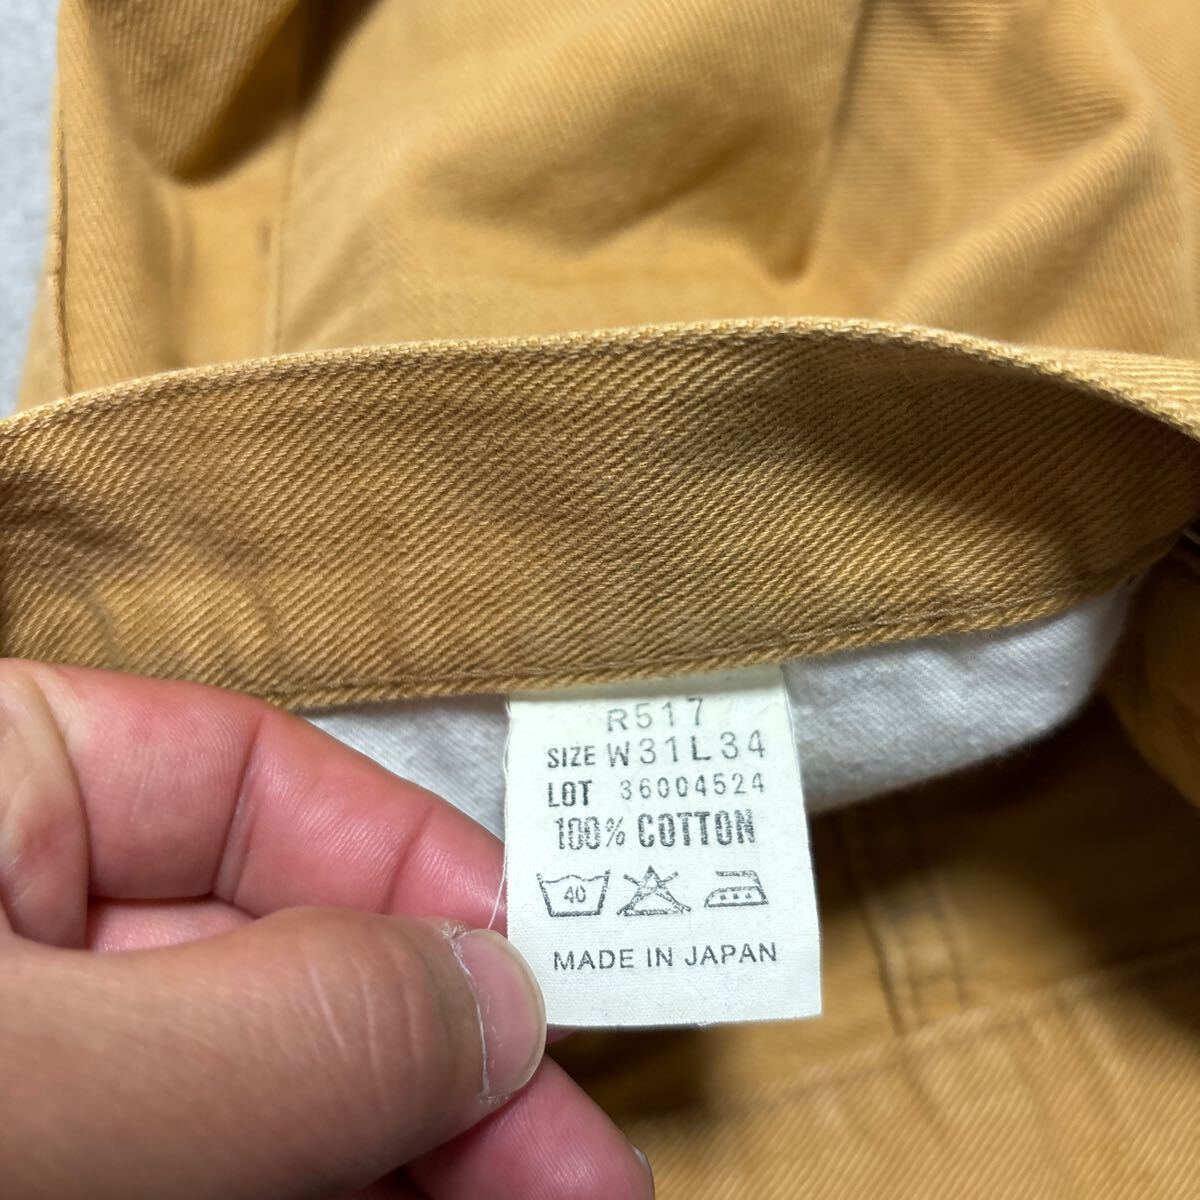 R517
SIZE W31L34
LOT 36004524
100% COTTON
40
MADE IN JAPAN